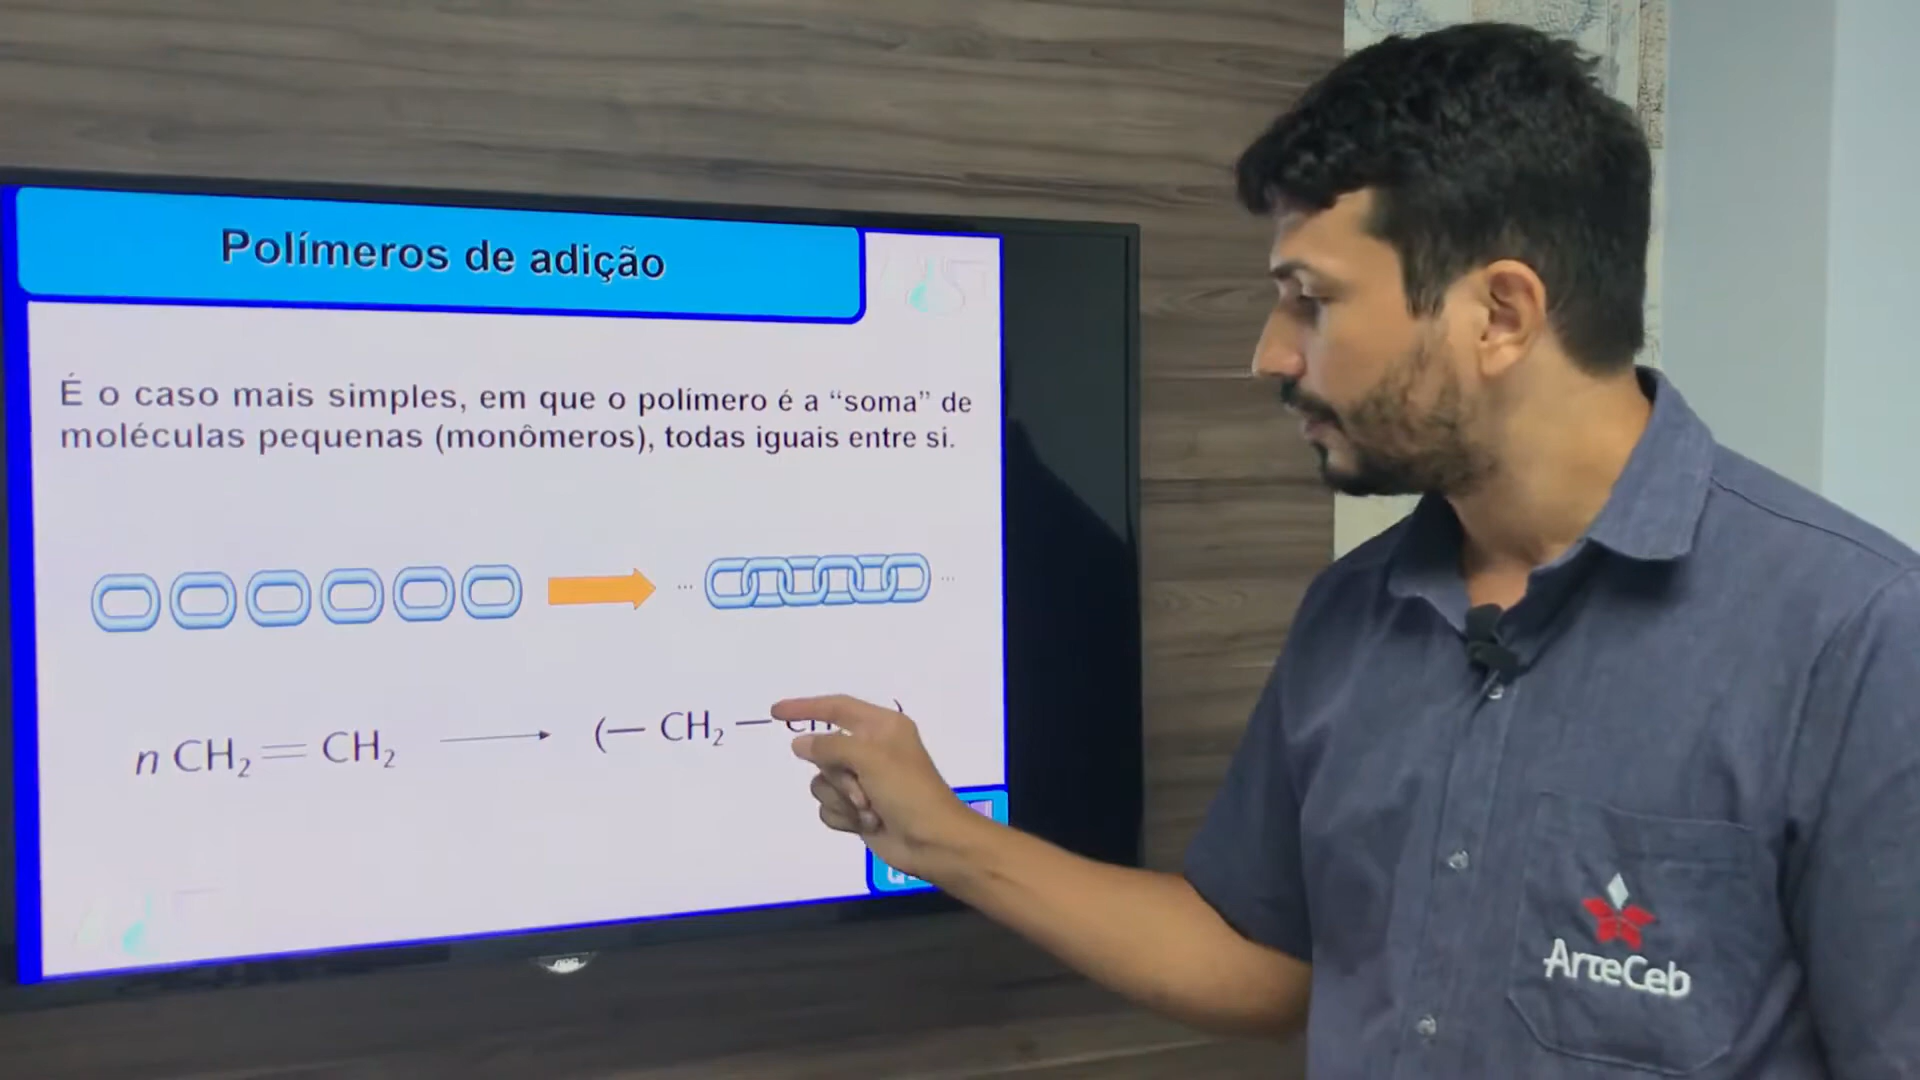 Polímeros de adição
É o caso mais simples, em que o polímero é a “soma” de
moléculas pequenas (monômeros), todas iguais entre si.
... ...
n CH₂ = CH₂ → (— CH₂ — CH )
ArteCeb